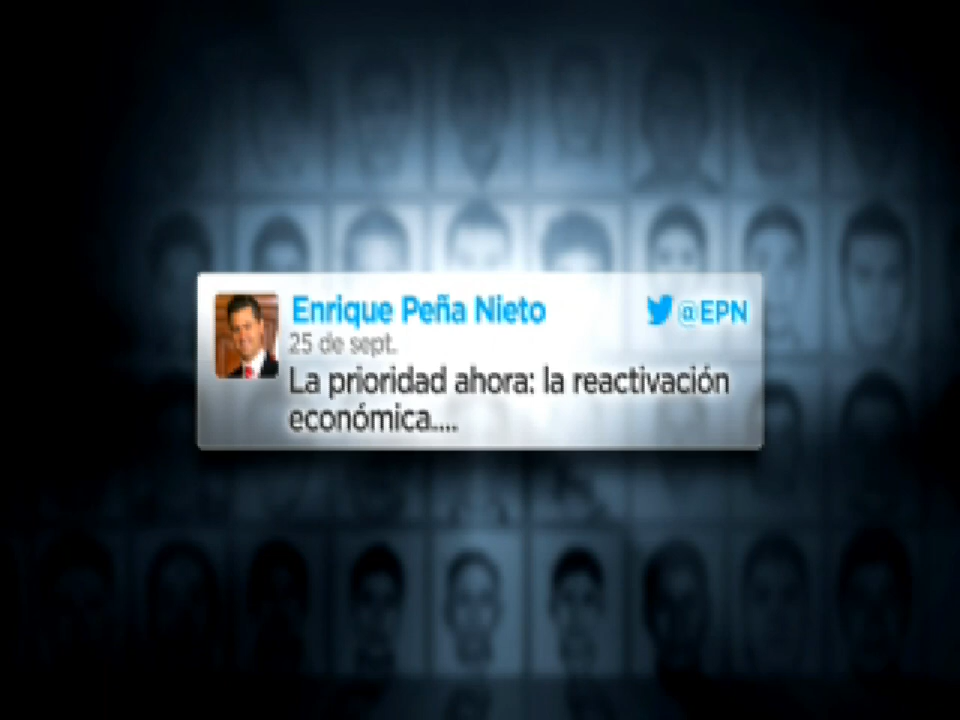 Enrique Peña Nieto @EPN
25 de sept.
La prioridad ahora: la reactivación
económica....